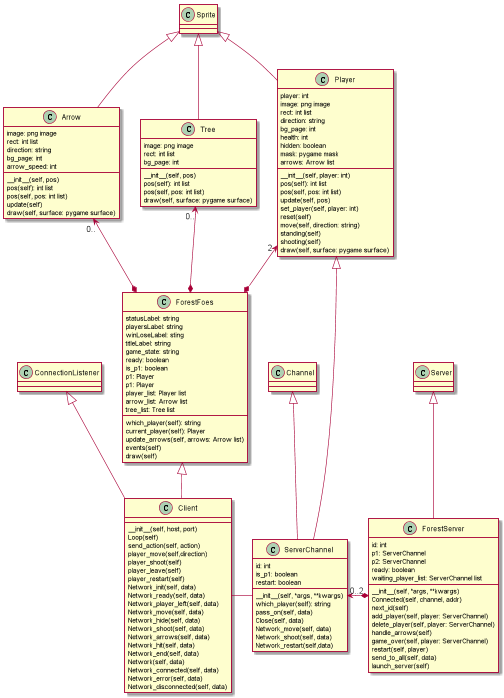 C Sprite
C Player
player: int
image: png image
rect: int list
direction: string
bg_page: int
health: int
hidden: boolean
mask: pygame mask
arrows: Arrow list
__init__(self, player: int)
pos(self): int list
pos(self, pos: int list)
update(self, pos)
set_player(self, player: int)
reset(self)
move(self, direction: string)
standing(self)
shooting(self)
draw(self, surface: pygame surface)
C Arrow
image: png image
rect: int list
direction: string
bg_page: int
arrow_speed: int
__init__(self, pos)
pos(self): int list
pos(self, pos: int list)
update(self)
draw(self, surface: pygame surface)
C Tree
image: png image
rect: int list
bg_page: int
__init__(self, pos)
pos(self): int list
pos(self, pos: int list)
draw(self, surface: pygame surface)
0..
0..
2
C ForestFoes
statusLabel: string
playersLabel: string
winLoseLabel: string
titleLabel: string
game_state: string
ready: boolean
is_p1: boolean
p1: Player
p1: Player
player_list: Player list
arrow_list: Arrow list
tree_list: Tree list
which_player(self): string
current_player(self): Player
update_arrows(self, arrows: Arrow list)
events(self)
draw(self)
C ConnectionListener
C Channel
C Server
C Client
__init__(self, host, port)
Loop(self)
send_action(self, action)
player_move(self,direction)
player_shoot(self)
player_leave(self)
player_restart(self)
Network_init(self, data)
Network_ready(self, data)
Network_player_left(self, data)
Network_move(self, data)
Network_hide(self, data)
Network_shoot(self, data)
Network_arrows(self, data)
Network_hit(self, data)
Network_end(self, data)
Network(self, data)
Network_connected(self, data)
Network_error(self, data)
Network_disconnected(self, data)
C ServerChannel
id: int
is_p1: boolean
restart: boolean
__init__(self, *args, **kwargs)
which_player(self): string
pass_on(self, data)
Close(self, data)
Network_move(self, data)
Network_shoot(self, data)
Network_restart(self,data)
0..2
C ForestServer
id: int
p1: ServerChannel
p2: ServerChannel
ready: boolean
waiting_player_list: ServerChannel list
__init__(self, *args, **kwargs)
Connected(self, channel, addr)
next_id(self)
add_player(self, player: ServerChannel)
delete_player(self, player: ServerChannel)
handle_arrows(self)
game_over(self, player: ServerChannel)
restart(self, player)
send_to_all(self, data)
launch_server(self)